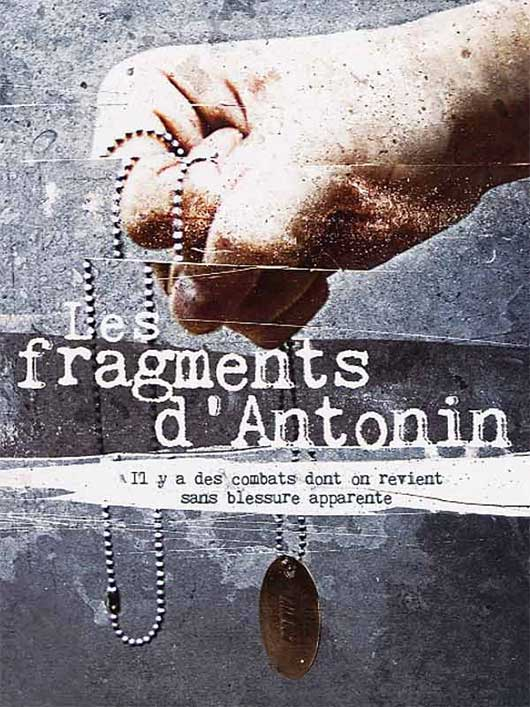 Les
fragments
d'Antonin
Il y a des combats dont on revient
sans blessure apparente